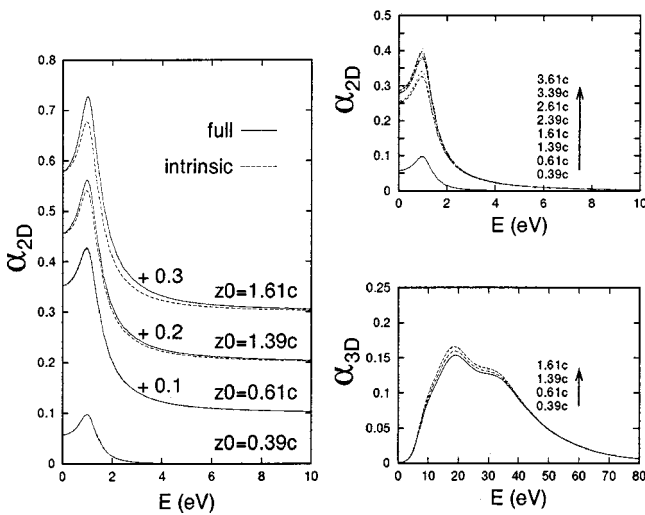 0.8
0.7
0.6
0.5
0.4
0.3
0.2
0.1
0
α2D
full
intrinsic
+ 0.3
z0=1.61c
+ 0.2
z0=1.39c
+ 0.1
z0=0.61c
z0=0.39c
0 2 4 6 8 10
E (eV)
0.5
0.4
0.3
0.2
0.1
0
α2D
3.61c
3.39c
2.61c
2.39c
1.61c
1.39c
0.61c
0.39c
0 2 4 6 8 10
E (eV)
0.25
0.2
0.15
0.1
0.05
0
α3D
1.61c
1.39c
0.61c
0.39c
0 10 20 30 40 50 60 70 80
E (eV)